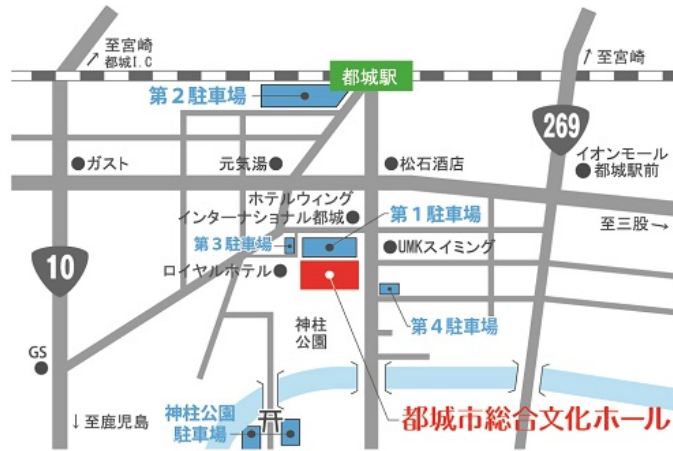 ↗至宮崎
都城I.C
都城駅
↗至宮崎
第2駐車場
269
●ガスト
元気湯●
●松石酒店
イオンモール
●都城駅前
ホテルウィング
インターナショナル都城●
第1駐車場
至三股→
第3駐車場
●UMKスイミング
10
ロイヤルホテル●
第4駐車場
神柱
公園
GS
↓至鹿児島
神柱公園
駐車場
都城市総合文化ホール